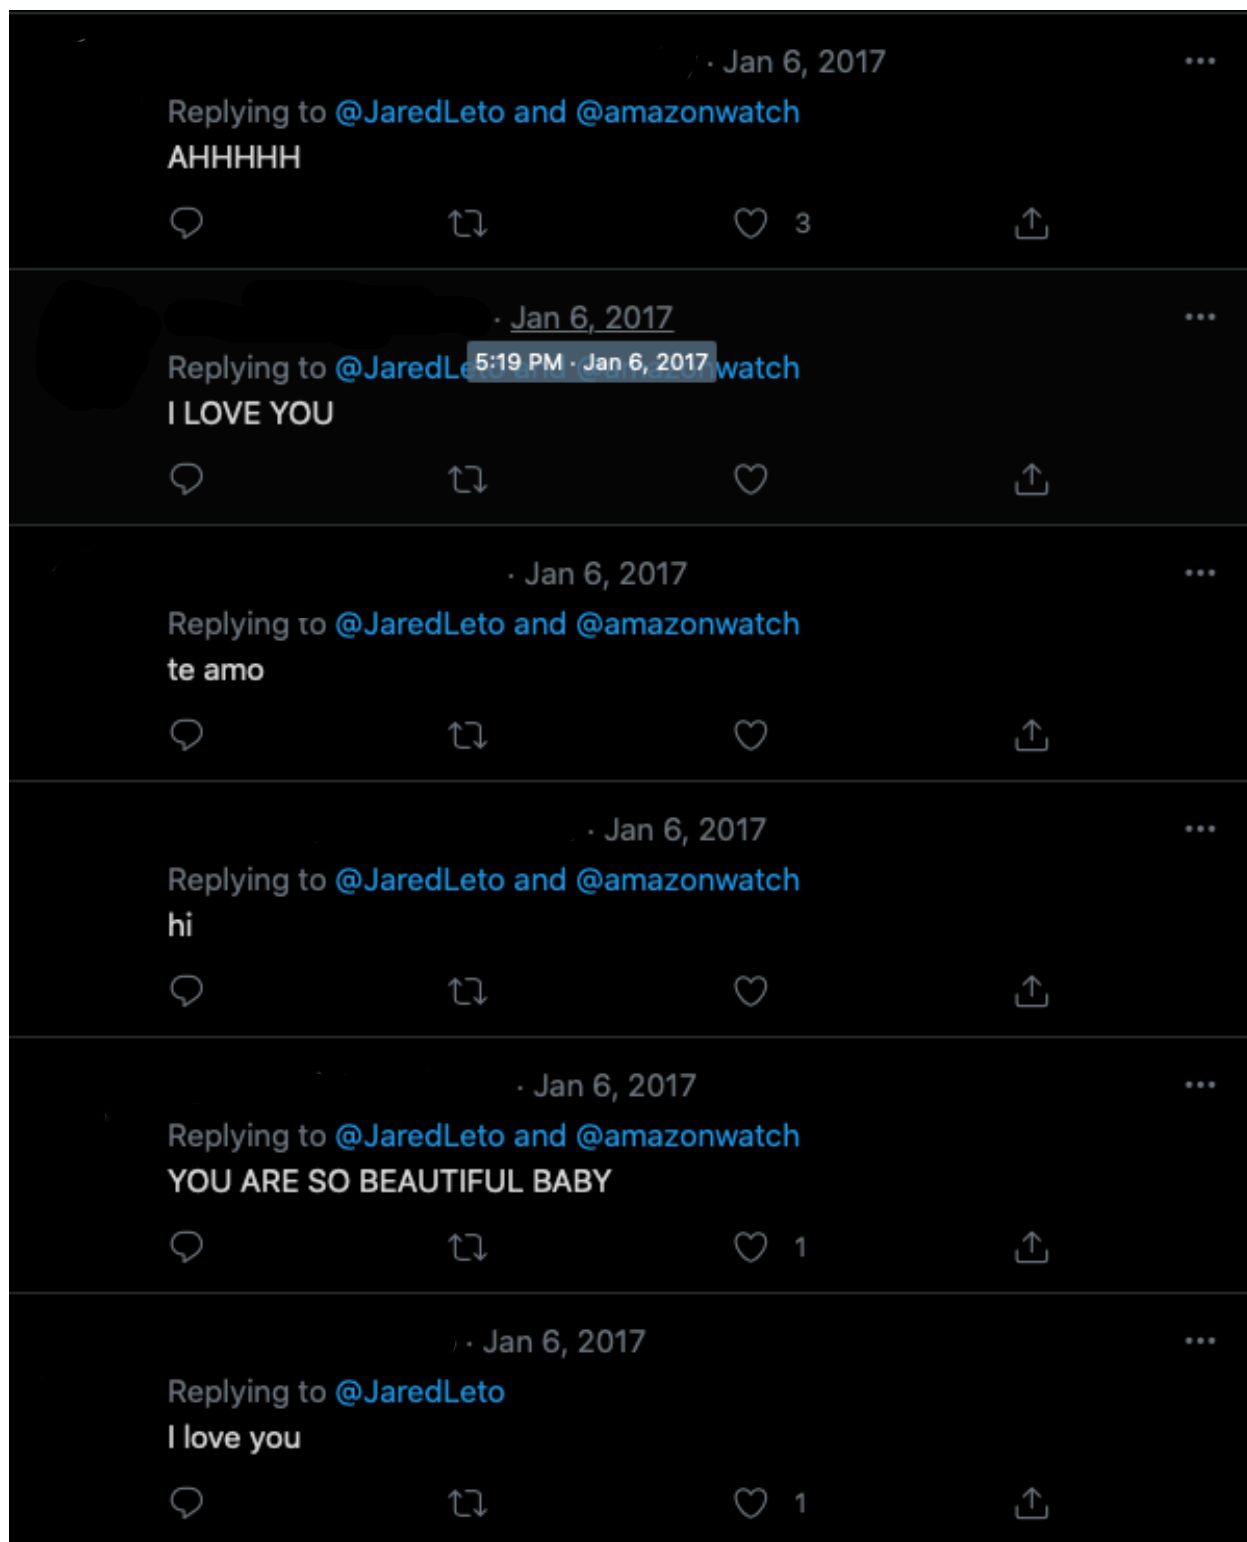 · Jan 6, 2017
Replying to @JaredLeto and @amazonwatch
AHHHHH
3
· Jan 6, 2017
5:19 PM · Jan 6, 2017
Replying to @JaredLeto and @amazonwatch
I LOVE YOU
· Jan 6, 2017
Replying to @JaredLeto and @amazonwatch
te amo
· Jan 6, 2017
Replying to @JaredLeto and @amazonwatch
hi
· Jan 6, 2017
Replying to @JaredLeto and @amazonwatch
YOU ARE SO BEAUTIFUL BABY
1
· Jan 6, 2017
Replying to @JaredLeto
I love you
1